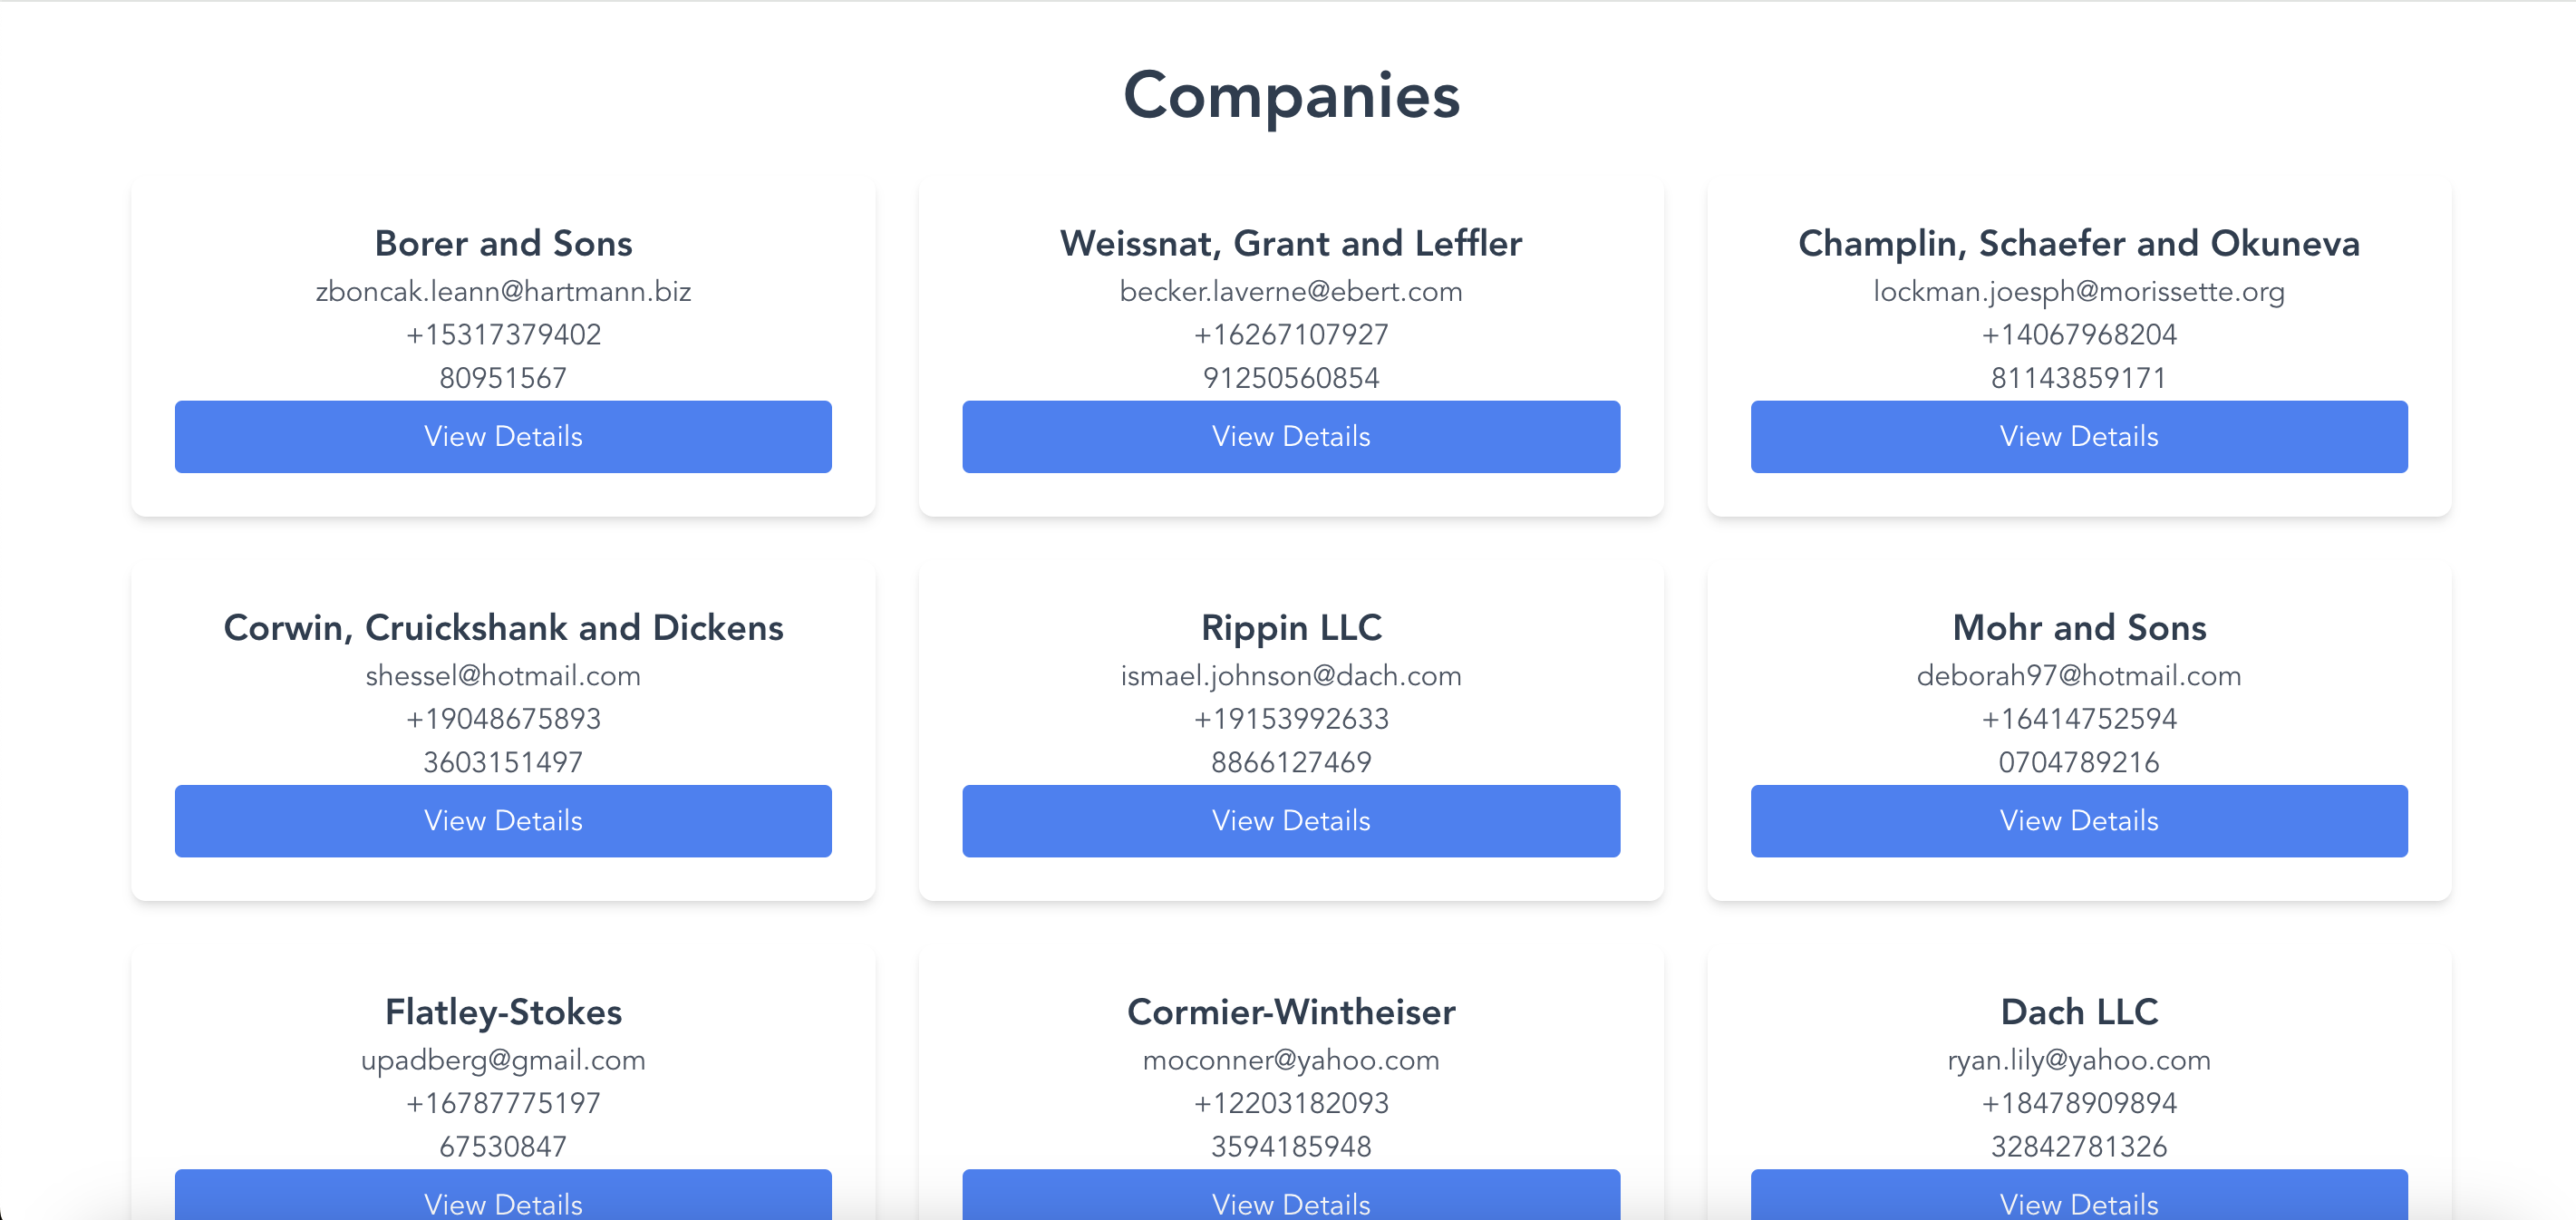 Companies
Borer and Sons
zboncak.leann@hartmann.biz
+15317379402
80951567
View Details
Weissnat, Grant and Leffler
becker.laverne@ebert.com
+16267107927
91250560854
View Details
Champlin, Schaefer and Okuneva
lockman.joesph@morissette.org
+14067968204
81143859171
View Details
Corwin, Cruickshank and Dickens
shessel@hotmail.com
+19048675893
3603151497
View Details
Rippin LLC
ismael.johnson@dach.com
+19153992633
8866127469
View Details
Mohr and Sons
deborah97@hotmail.com
+16414752594
0704789216
View Details
Flatley-Stokes
upadberg@gmail.com
+16787775197
67530847
View Details
Cormier-Wintheiser
moconner@yahoo.com
+12203182093
3594185948
View Details
Dach LLC
ryan.lily@yahoo.com
+18478909894
32842781326
View Details